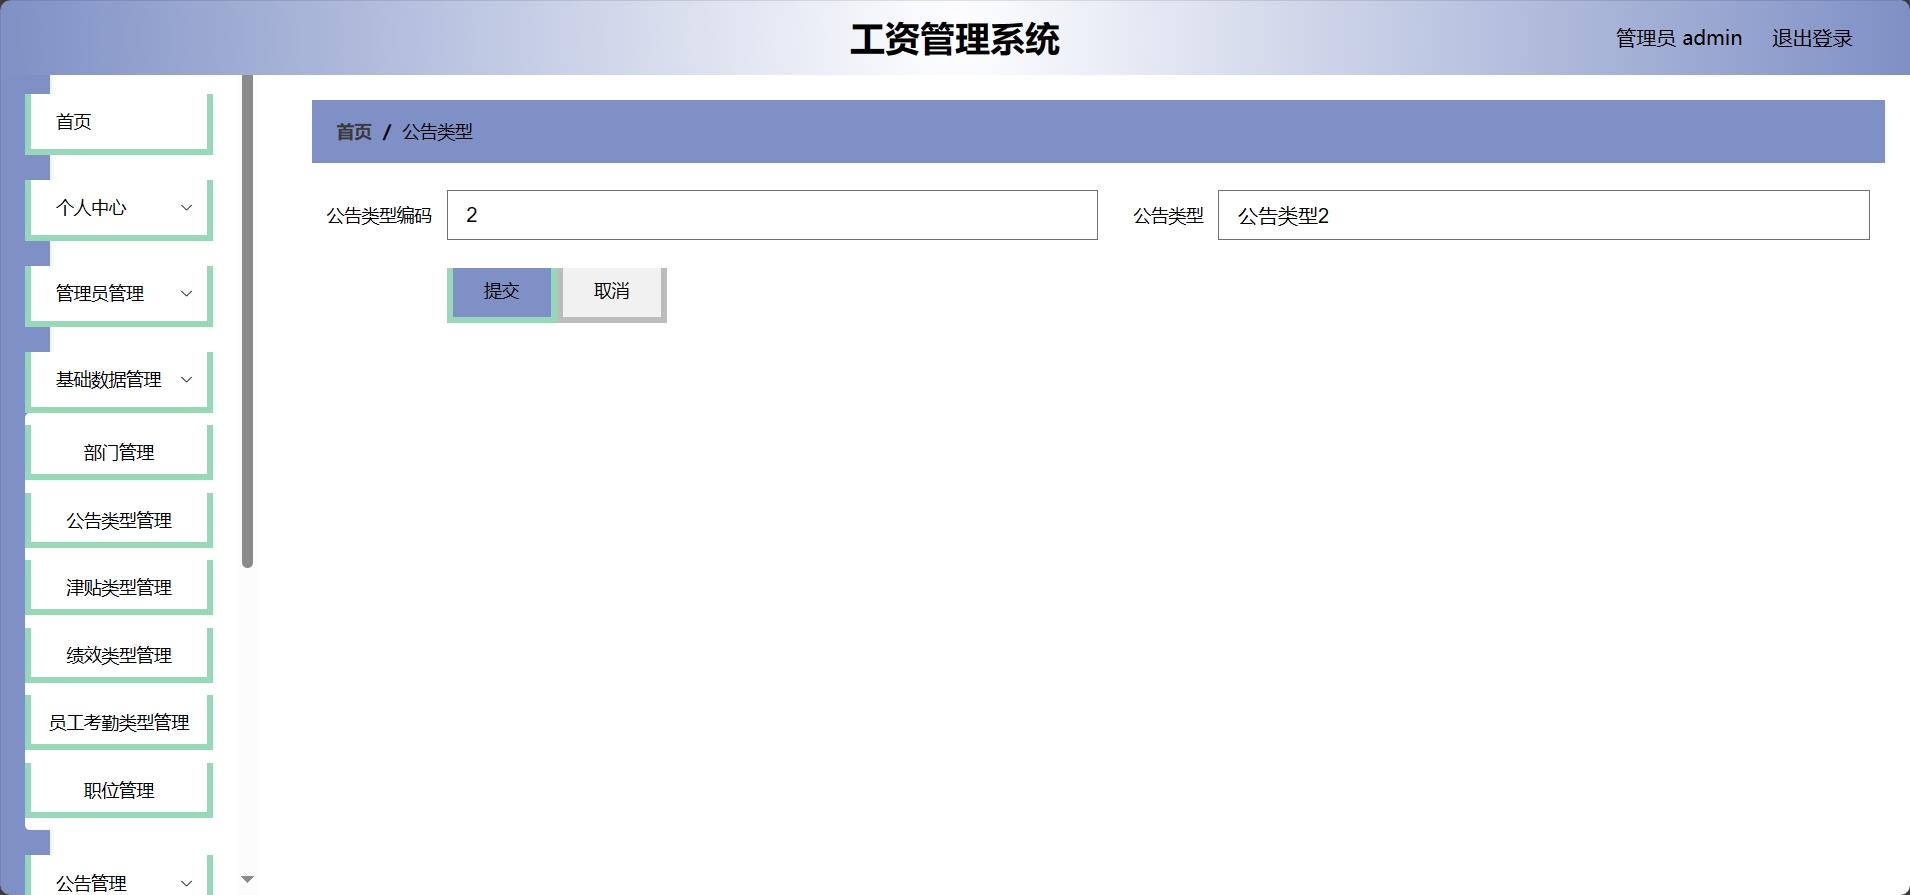 工资管理系统
管理员 admin 退出登录
首页
个人中心
管理员管理
基础数据管理
部门管理
公告类型管理
津贴类型管理
绩效类型管理
员工考勤类型管理
职位管理
公告管理
首页 / 公告类型
公告类型编码 2 公告类型 公告类型2
提交 取消